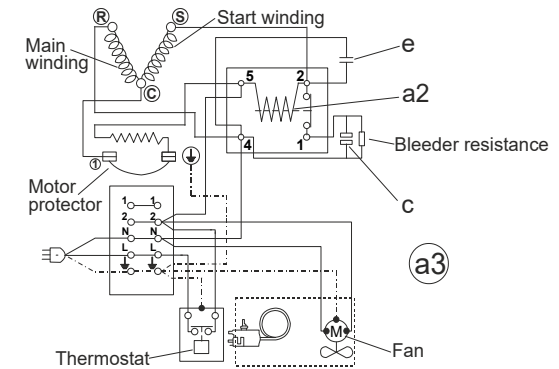 R
S
Start winding
Main
winding
C
e
5
2
a2
4
1
Bleeder resistance
c
1
Motor
protector
1 1
2 2
N N
L L
a3
M
Fan
Thermostat